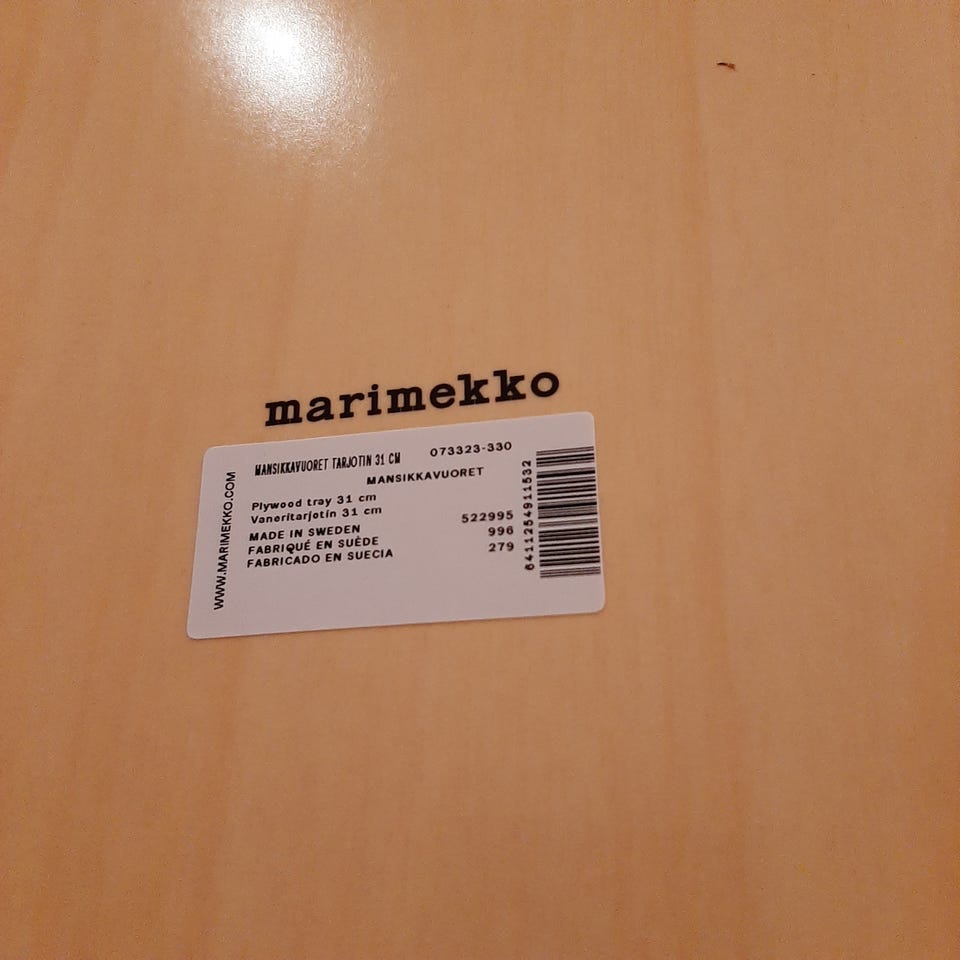 marimekko
WWW.MARIMEKKO.COM
MANSIKKAVUORET TARJOTIN 31 CM 073323-330
MANSIKKAVUORET
Plywood tray 31 cm
Vaneritarjotin 31 cm 522995
MADE IN SWEDEN 996
FABRIQUÉ EN SUÈDE 279
FABRICADO EN SUECIA
6411254911532